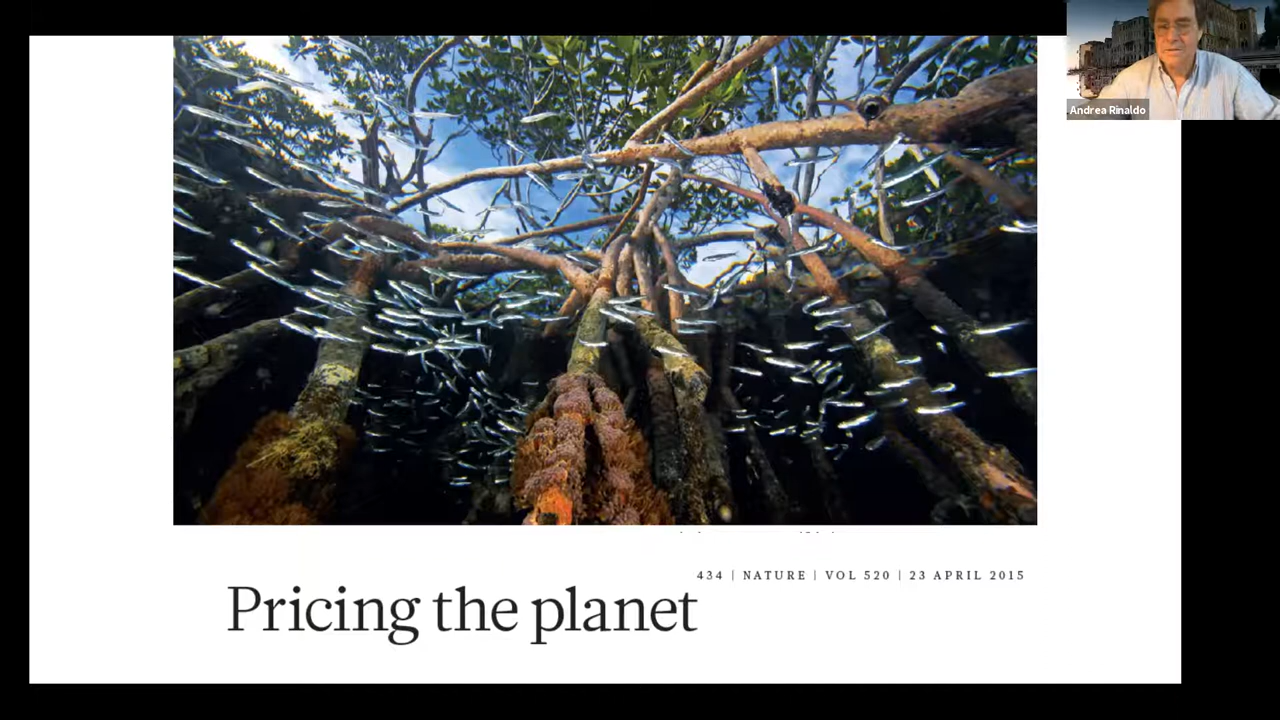 Andrea Rinaldo
434 | NATURE | VOL 520 | 23 APRIL 2015
Pricing the planet